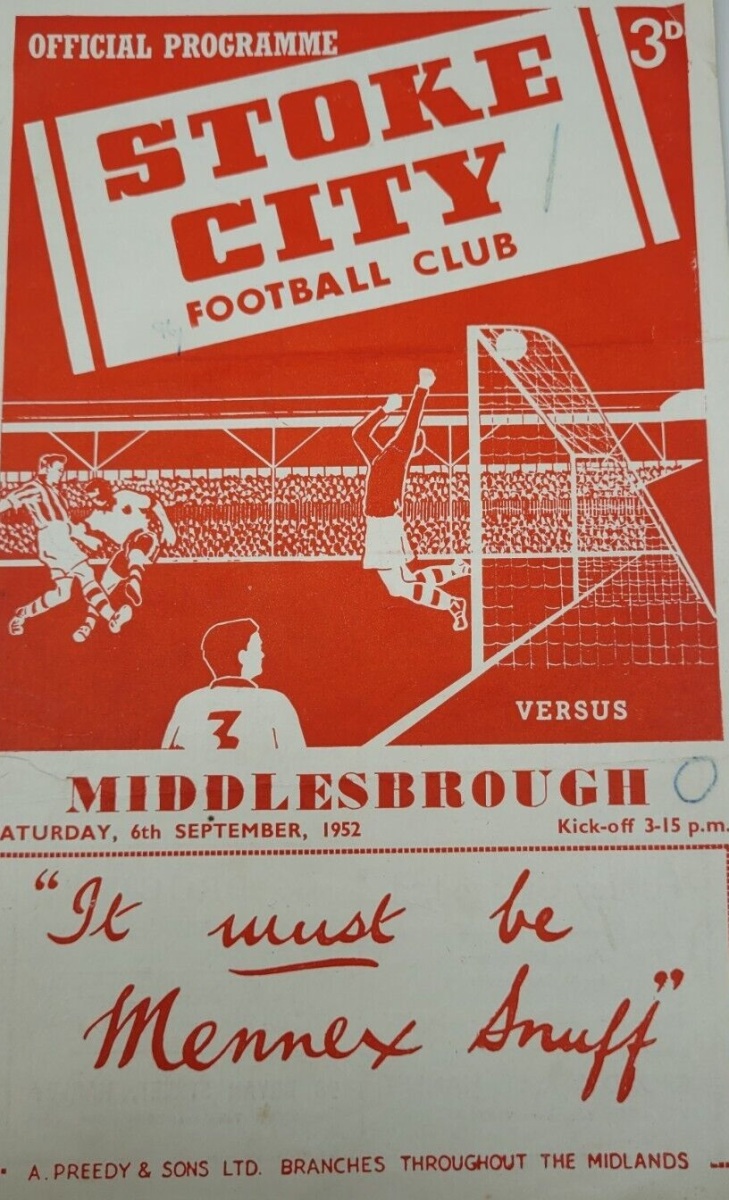 OFFICIAL PROGRAMME
3D
STOKE
CITY
FOOTBALL CLUB
3
VERSUS
MIDDLESBROUGH 0
ATURDAY, 6th SEPTEMBER, 1952 Kick-off 3-15 p.m.
"It must be
Mennex Snuff"
A. PREEDY & SONS LTD. BRANCHES THROUGHOUT THE MIDLANDS